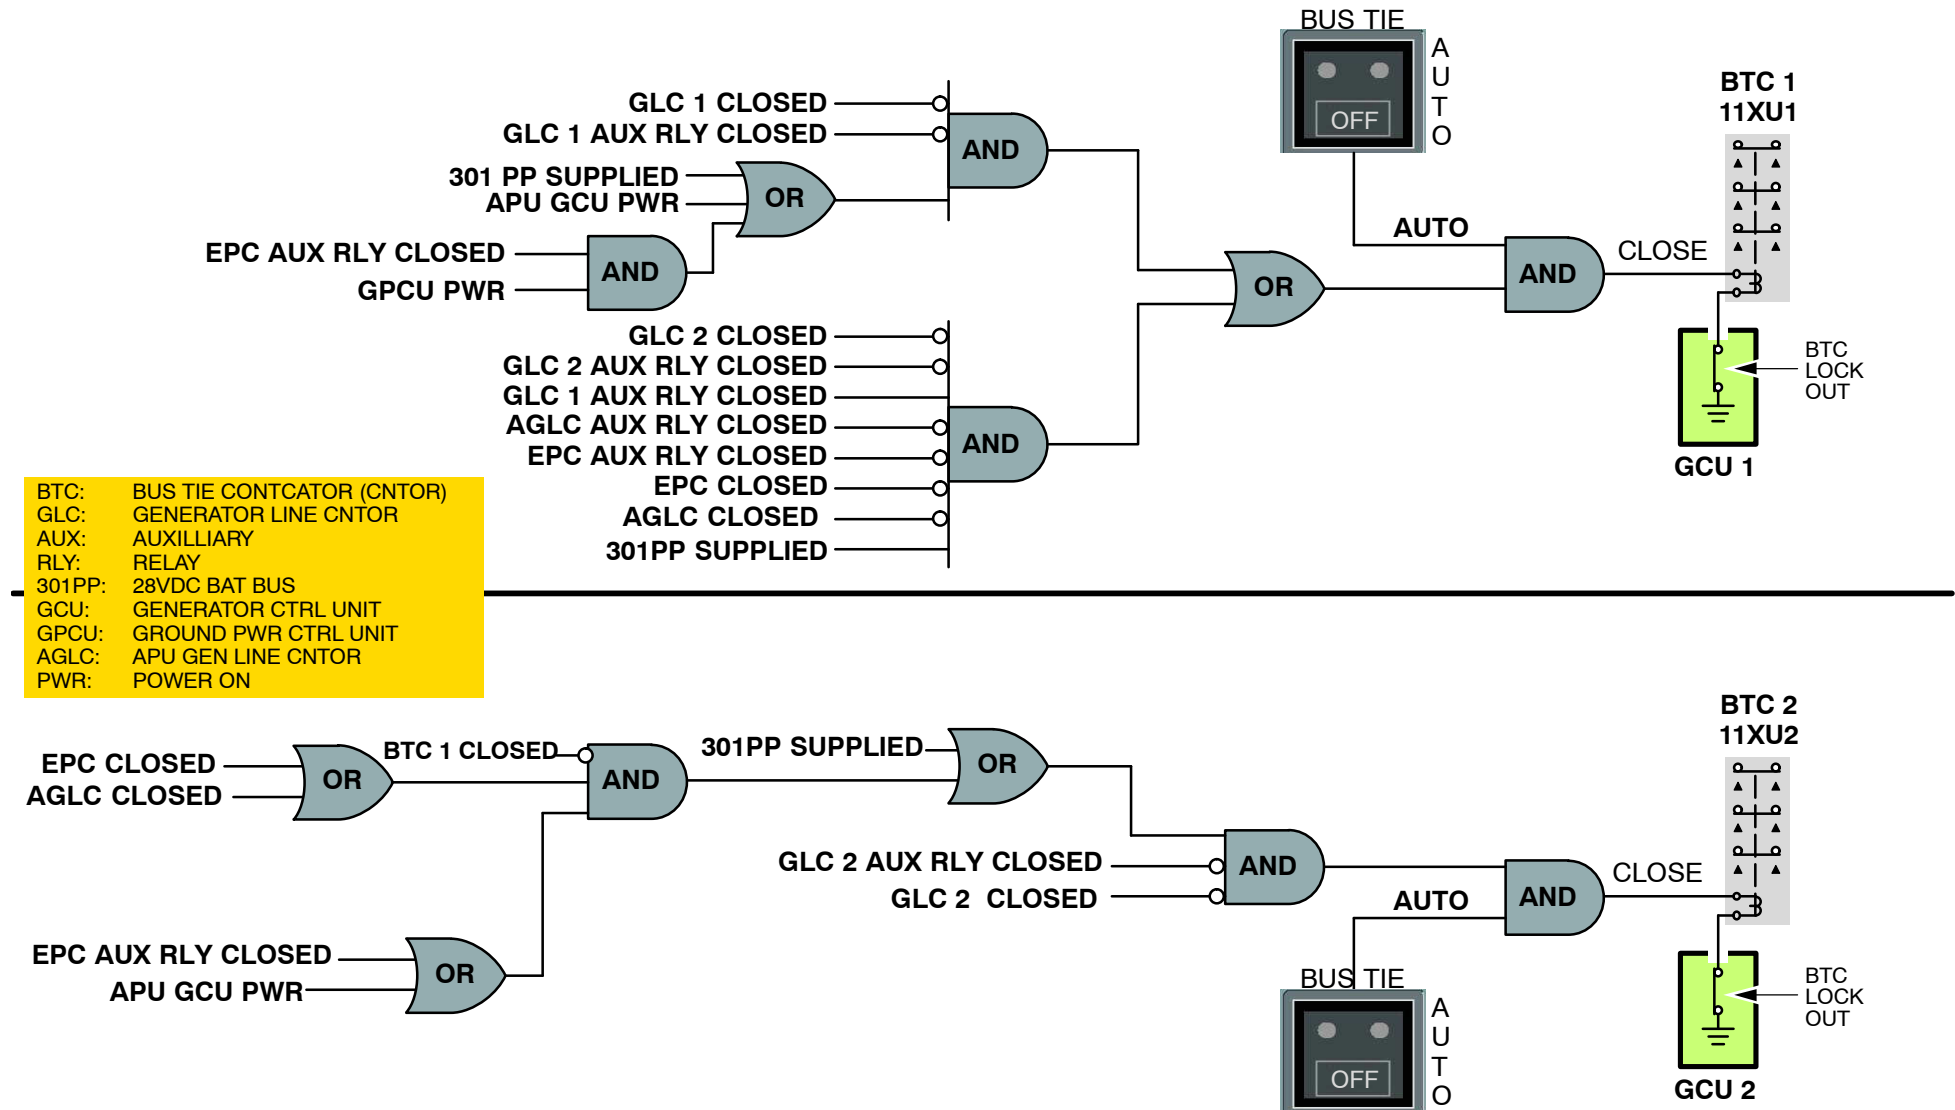 BUS TIE
A
U
T
O
OFF
BTC 1
11XU1
GLC 1 CLOSED
GLC 1 AUX RLY CLOSED
AND
301 PP SUPPLIED
APU GCU PWR
OR
EPC AUX RLY CLOSED
GPCU PWR
AND
AUTO
CLOSE
AND
OR
GLC 2 CLOSED
GLC 2 AUX RLY CLOSED
GLC 1 AUX RLY CLOSED
AGLC AUX RLY CLOSED
EPC AUX RLY CLOSED
EPC CLOSED
AGLC CLOSED
301PP SUPPLIED
AND
BTC
LOCK
OUT
GCU 1
BTC: BUS TIE CONTCATOR (CNTOR)
GLC: GENERATOR LINE CNTOR
AUX: AUXILLIARY
RLY: RELAY
301PP: 28VDC BAT BUS
GCU: GENERATOR CTRL UNIT
GPCU: GROUND PWR CTRL UNIT
AGLC: APU GEN LINE CNTOR
PWR: POWER ON
BTC 2
11XU2
EPC CLOSED
AGLC CLOSED
OR
BTC 1 CLOSED
AND
301PP SUPPLIED
OR
GLC 2 AUX RLY CLOSED
GLC 2 CLOSED
AND
AUTO
AND
CLOSE
EPC AUX RLY CLOSED
APU GCU PWR
OR
BUS TIE
A
U
T
O
OFF
BTC
LOCK
OUT
GCU 2